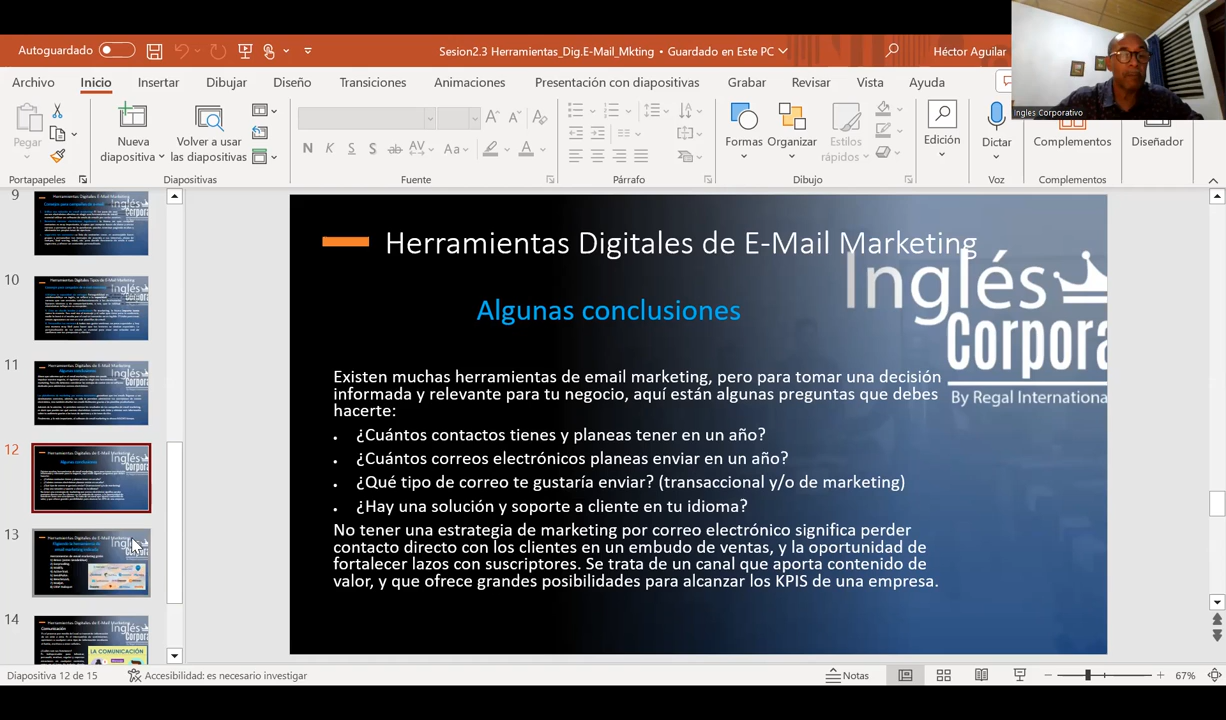 Autoguardado
Sesion2.3 Herramientas_Dig.E-Mail_Mkting • Guardado en Este PC
Héctor Aguilar
Archivo Inicio Insertar Dibujar Diseño Transiciones Animaciones Presentación con diapositivas Grabar Revisar Vista Ayuda
Ingles Corporativo
Pegar
Nueva
diapositiva
Volver a usar
las diapositivas
N K S S ab AV Aa A
Formas
Organizar
Estilos
rápidos
Edición
Dictar
Complementos
Diseñador
Portapapeles
Diapositivas
Fuente
Párrafo
Dibujo
Voz
Complementos
9
10
11
12
13
14
Comunicación
LA COMUNICACIÓN
Herramientas Digitales de E-Mail Marketing
Inglés
Corpora
By Regal Internationa
Algunas conclusiones
Existen muchas herramientas de email marketing, pero para tomar una decisión
informada y relevante para tu negocio, aquí están algunas preguntas que debes
hacerte:
• ¿Cuántos contactos tienes y planeas tener en un año?
• ¿Cuántos correos electrónicos planeas enviar en un año?
• ¿Qué tipo de correo te gustaría enviar? (transaccional y/o de marketing)
• ¿Hay una solución y soporte a cliente en tu idioma?
No tener una estrategia de marketing por correo electrónico significa perder
contacto directo con los clientes en un embudo de ventas, y la oportunidad de
fortalecer lazos con suscriptores. Se trata de un canal que aporta contenido de
valor, y que ofrece grandes posibilidades para alcanzar los KPIS de una empresa.
Diapositiva 12 de 15
Accesibilidad: es necesario investigar
Notas
67%